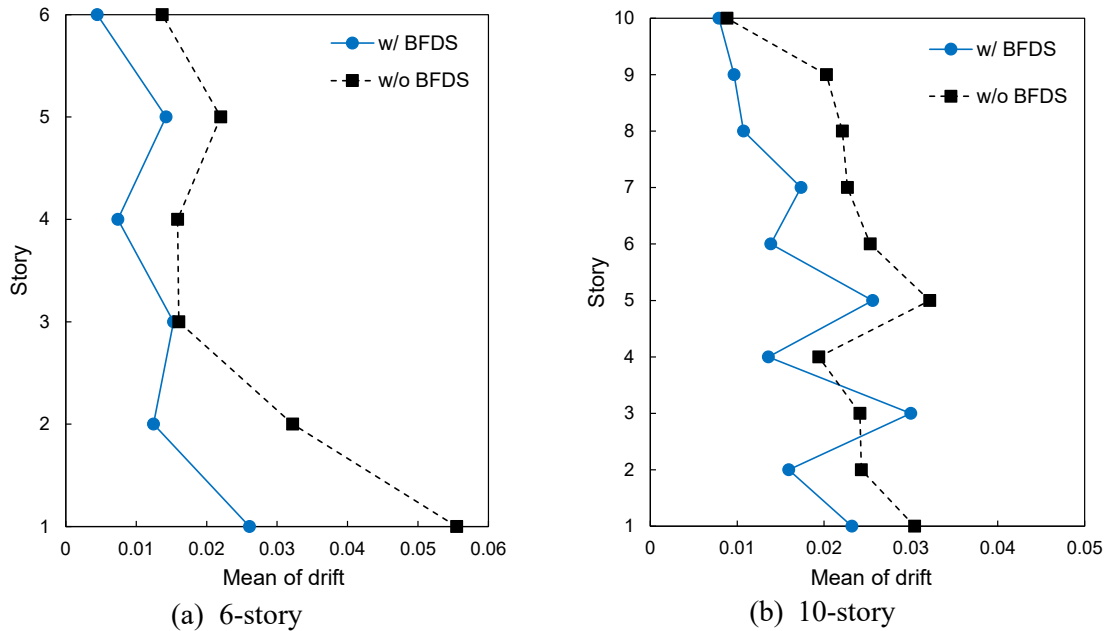 6
5
4
3
2
1
Story
w/ BFDS
w/o BFDS
0 0.01 0.02 0.03 0.04 0.05 0.06
Mean of drift
(a) 6-story
10
9
8
7
6
5
4
3
2
1
Story
w/ BFDS
w/o BFDS
0 0.01 0.02 0.03 0.04 0.05
Mean of drift
(b) 10-story